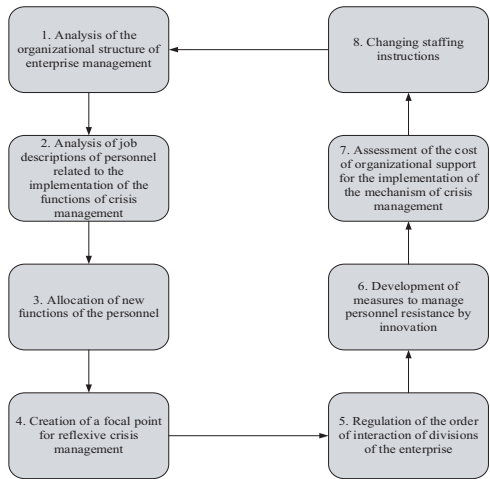 1. Analysis of the
organizational structure of
enterprise management
2. Analysis of job
descriptions of personnel
related to the
implementation of the
functions of crisis
management
3. Allocation of new
functions of the personnel
4. Creation of a focal point
for reflexive crisis
management
5. Regulation of the order
of interaction of divisions
of the enterprise
6. Development of
measures to manage
personnel resistance by
innovation
7. Assessment of the cost
of organizational support
for the implementation of
the mechanism of crisis
management
8. Changing staffing
instructions